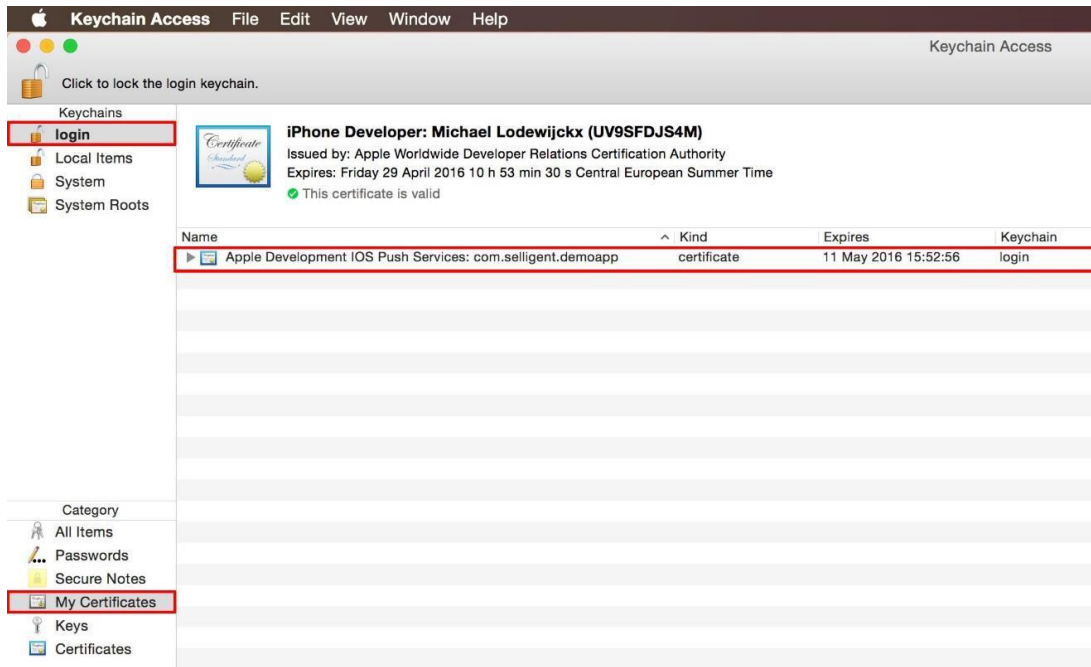 Keychain Access File Edit View Window Help
Keychain Access
Click to lock the login keychain.
Keychains
login
Local Items
System
System Roots
Certificate
Standard
iPhone Developer: Michael Lodewijckx (UV9SFDJS4M)
Issued by: Apple Worldwide Developer Relations Certification Authority
Expires: Friday 29 April 2016 10 h 53 min 30 s Central European Summer Time
This certificate is valid
Name Kind Expires Keychain
Apple Development IOS Push Services: com.selligent.demoapp certificate 11 May 2016 15:52:56 login
Category
All Items
Passwords
Secure Notes
My Certificates
Keys
Certificates